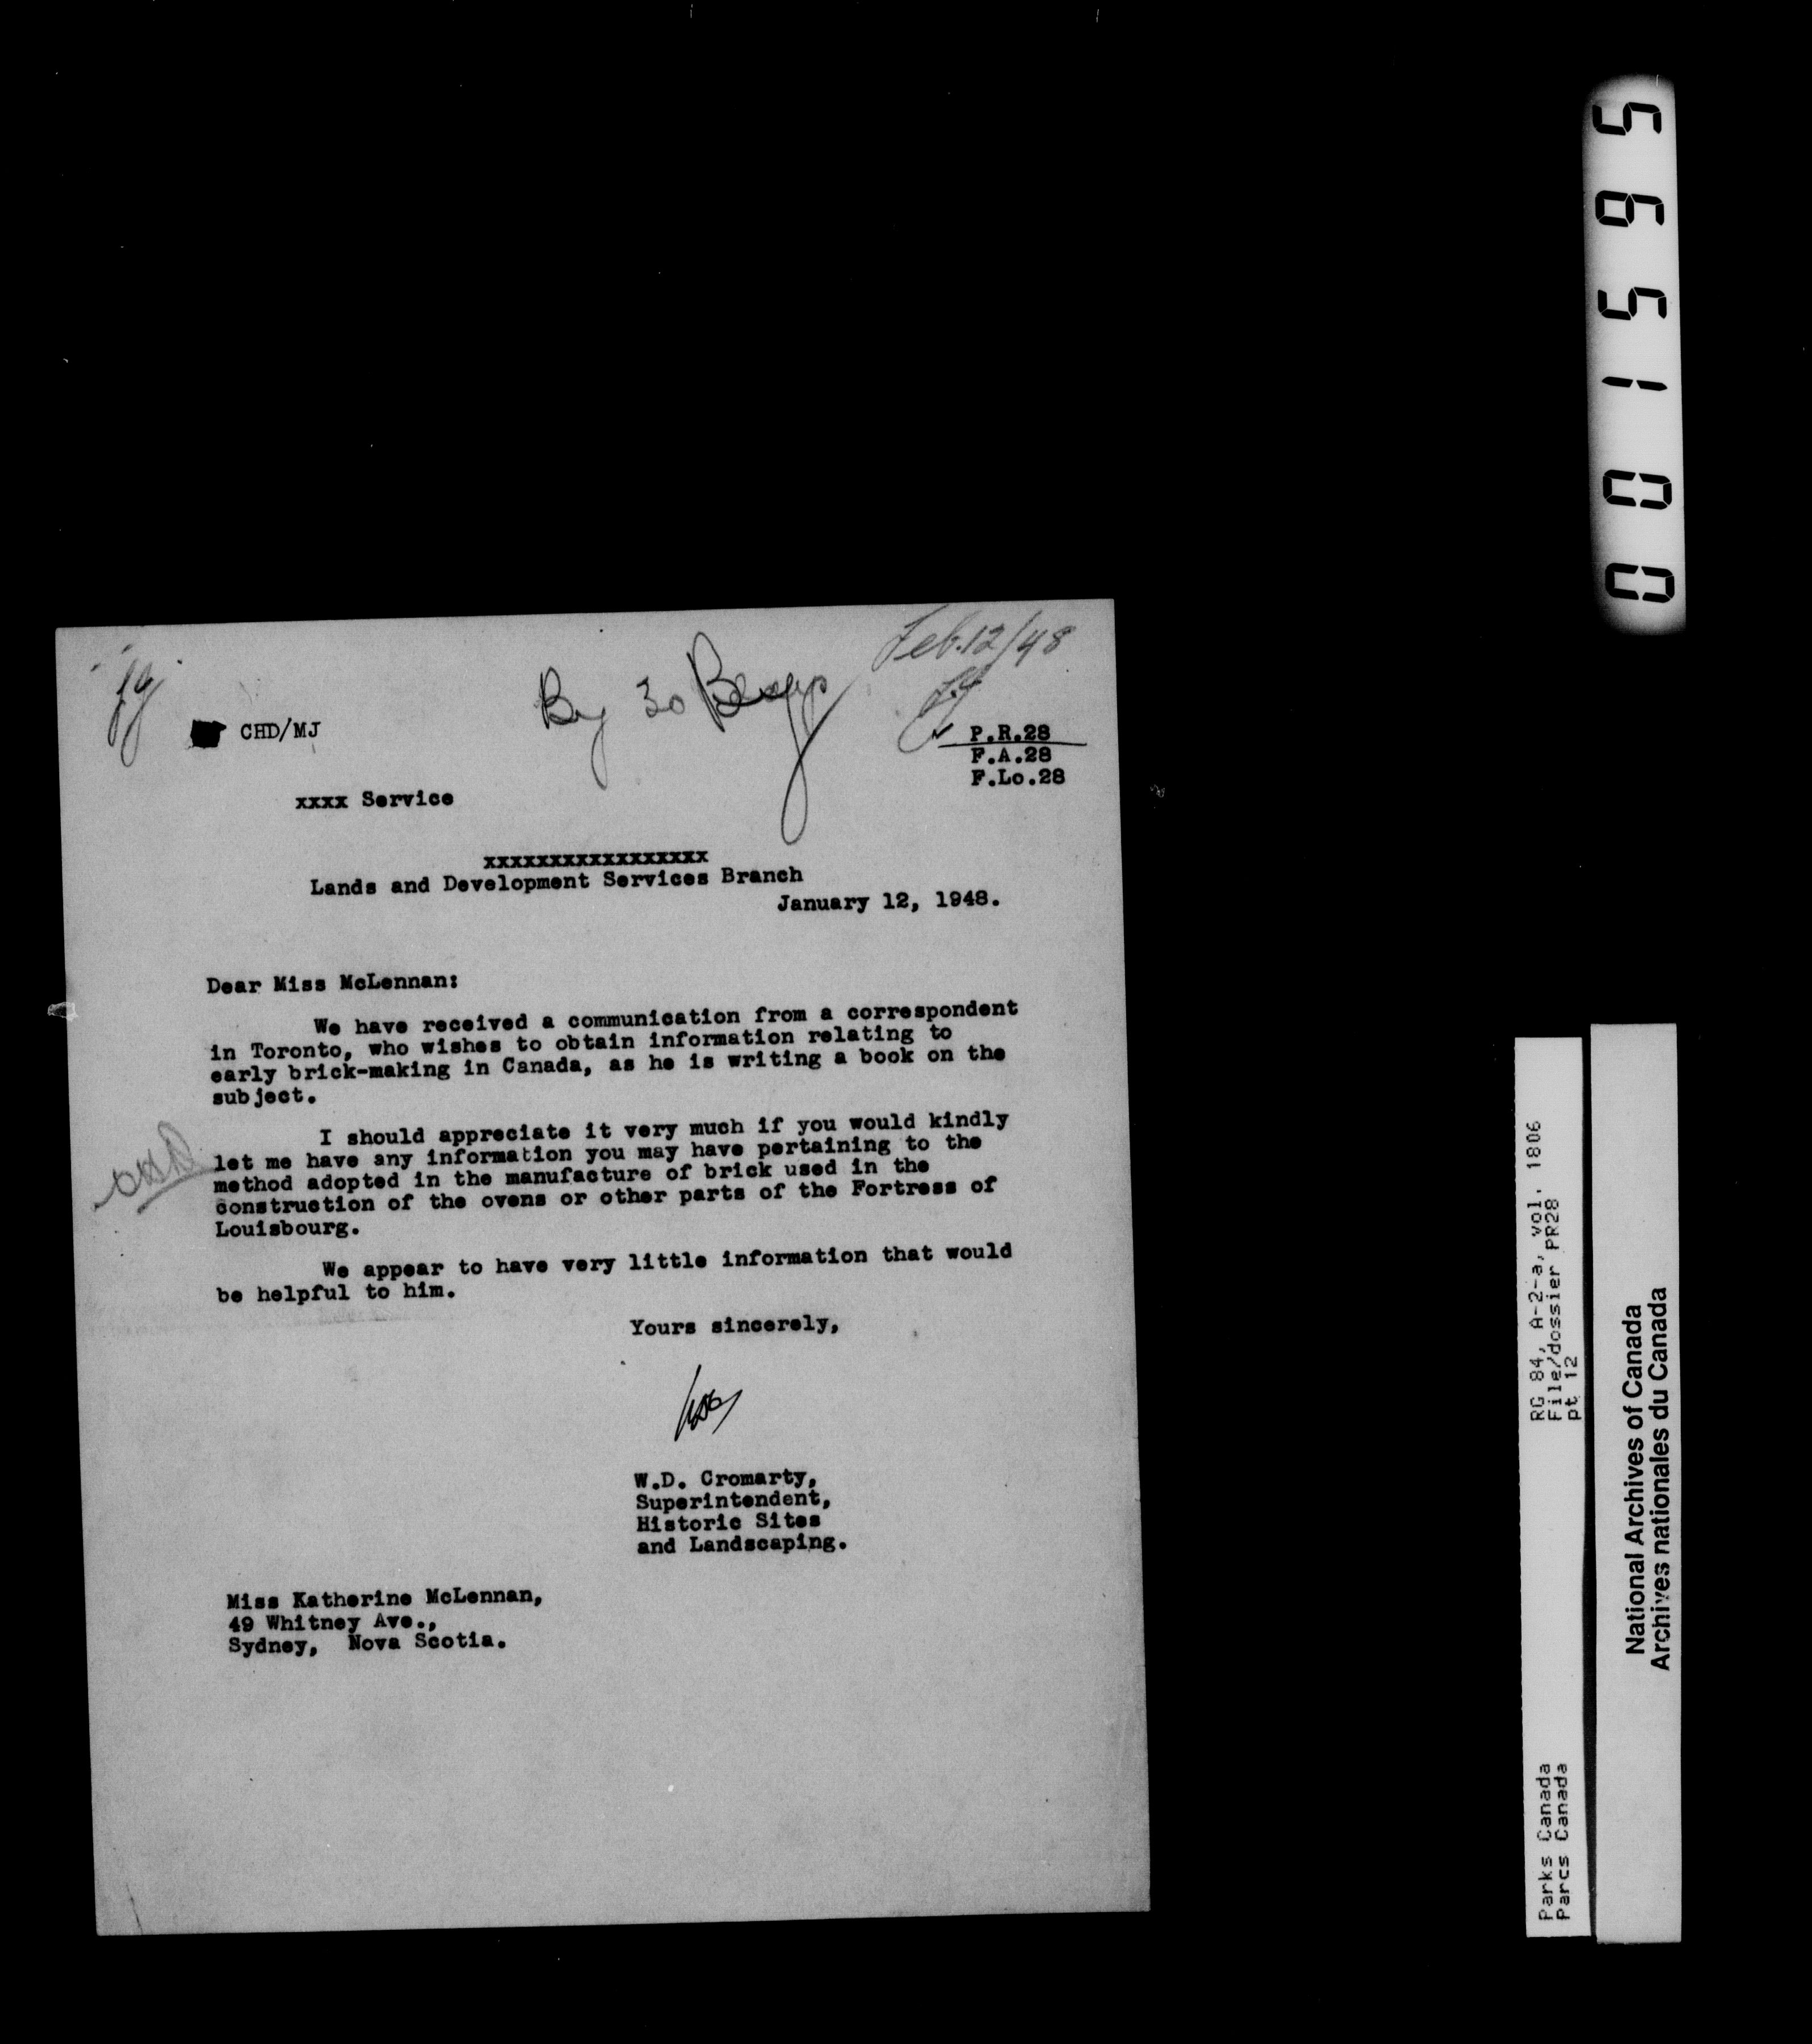 Feb.12/48
By 30
CHD/MJ
P.R.28
F.A.28
F.Lo.28
xxxx Service
xxxxxxxxxxxxxxxxx
Lands and Development Services Branch
January 12, 1948.
Dear Miss McLennan:
We have received a communication from a correspondent
in Toronto, who wishes to obtain information relating to
early brick-making in Canada, as he is writing a book on the
subject.
I should appreciate it very much if you would kindly
let me have any information you may have pertaining to the
method adopted in the manufacture of brick used in the
construction of the ovens or other parts of the Fortress of
Louisbourg.
We appear to have very little information that would
be helpful to him.
Yours sincerely,
W.D. Cromarty,
Superintendent,
Historic Sites
and Landscaping.
Miss Katherine McLennan,
49 Whitney Ave.,
Sydney, Nova Scotia.
001595
RG 84, A-2-a, vol. 1806
File/dossier PR28
pt 12
Parks Canada
Parcs Canada
National Archives of Canada
Archives nationales du Canada